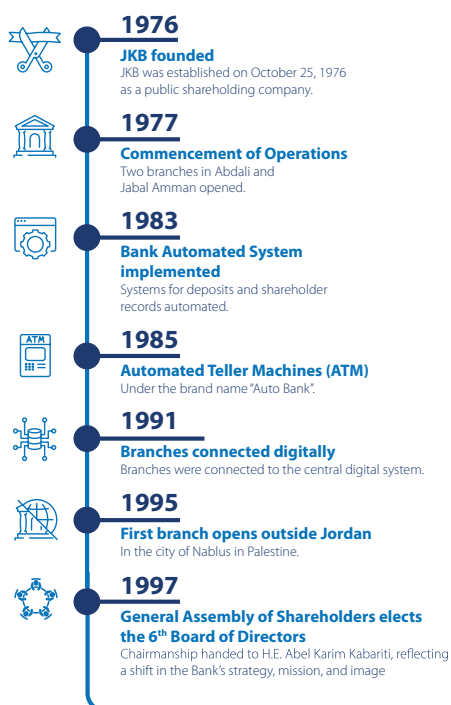 1976
JKB founded
JKB was established on October 25, 1976
as a public shareholding company.
1977
Commencement of Operations
Two branches in Abdali and
Jabal Amman opened.
1983
Bank Automated System
implemented
Systems for deposits and shareholder
records automated.
ATM
1985
Automated Teller Machines (ATM)
Under the brand name “Auto Bank”.
1991
Branches connected digitally
Branches were connected to the central digital system.
1995
First branch opens outside Jordan
In the city of Nablus in Palestine.
1997
General Assembly of Shareholders elects
the 6th Board of Directors
Chairmanship handed to H.E. Abel Karim Kabariti, reflecting
a shift in the Bank’s strategy, mission, and image